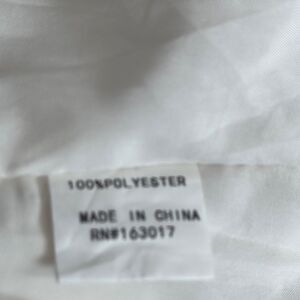 100%POLYESTER
MADE IN CHINA
RN#163017